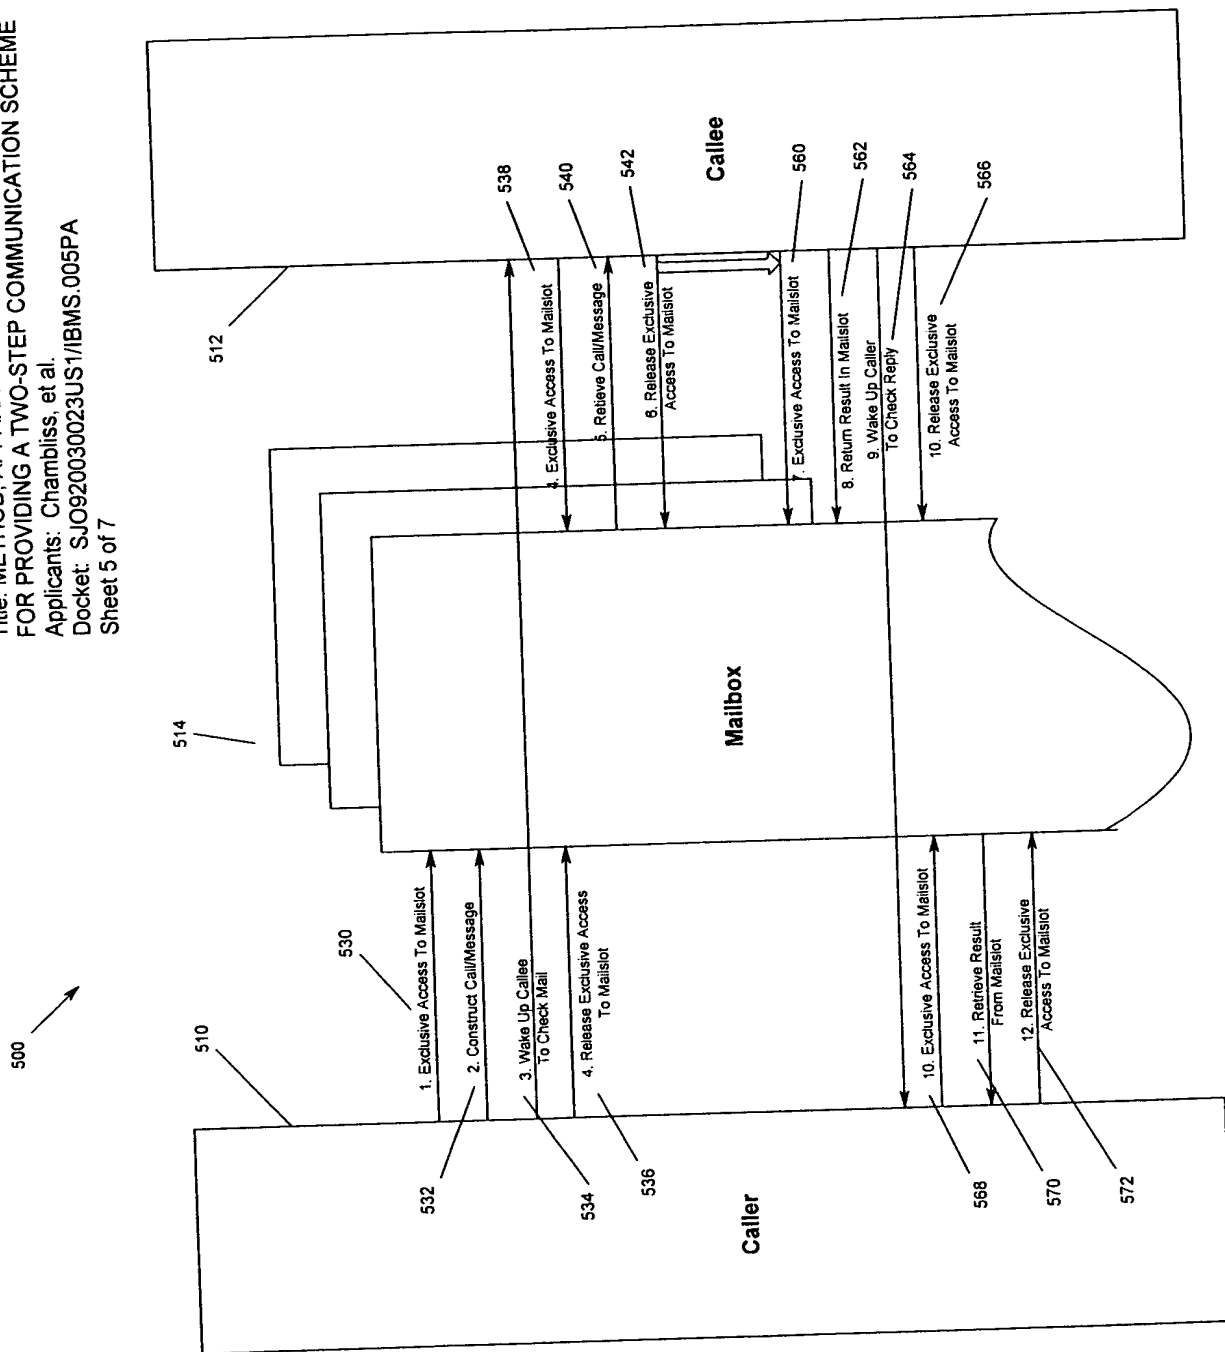 FOR PROVIDING A TWO-STEP COMMUNICATION SCHEME
Applicants: Chambliss, et al.
Docket: SJO920030023US1/IBMS.005PA
Sheet 5 of 7
500
510
512
514
Caller
Mailbox
Callee
530
1. Exclusive Access To Mailslot
532
2. Construct Call/Message
534
3. Wake Up Callee
To Check Mail
536
4. Release Exclusive Access
To Mailslot
538
4. Exclusive Access To Mailslot
540
5. Retieve Call/Message
542
6. Release Exclusive
Access To Mailslot
560
7. Exclusive Access To Mailslot
562
8. Return Result In Mailslot
564
9. Wake Up Caller
To Check Reply
566
10. Release Exclusive
Access To Mailslot
568
10. Exclusive Access To Mailslot
570
11. Retrieve Result
From Mailslot
572
12. Release Exclusive
Access To Mailslot